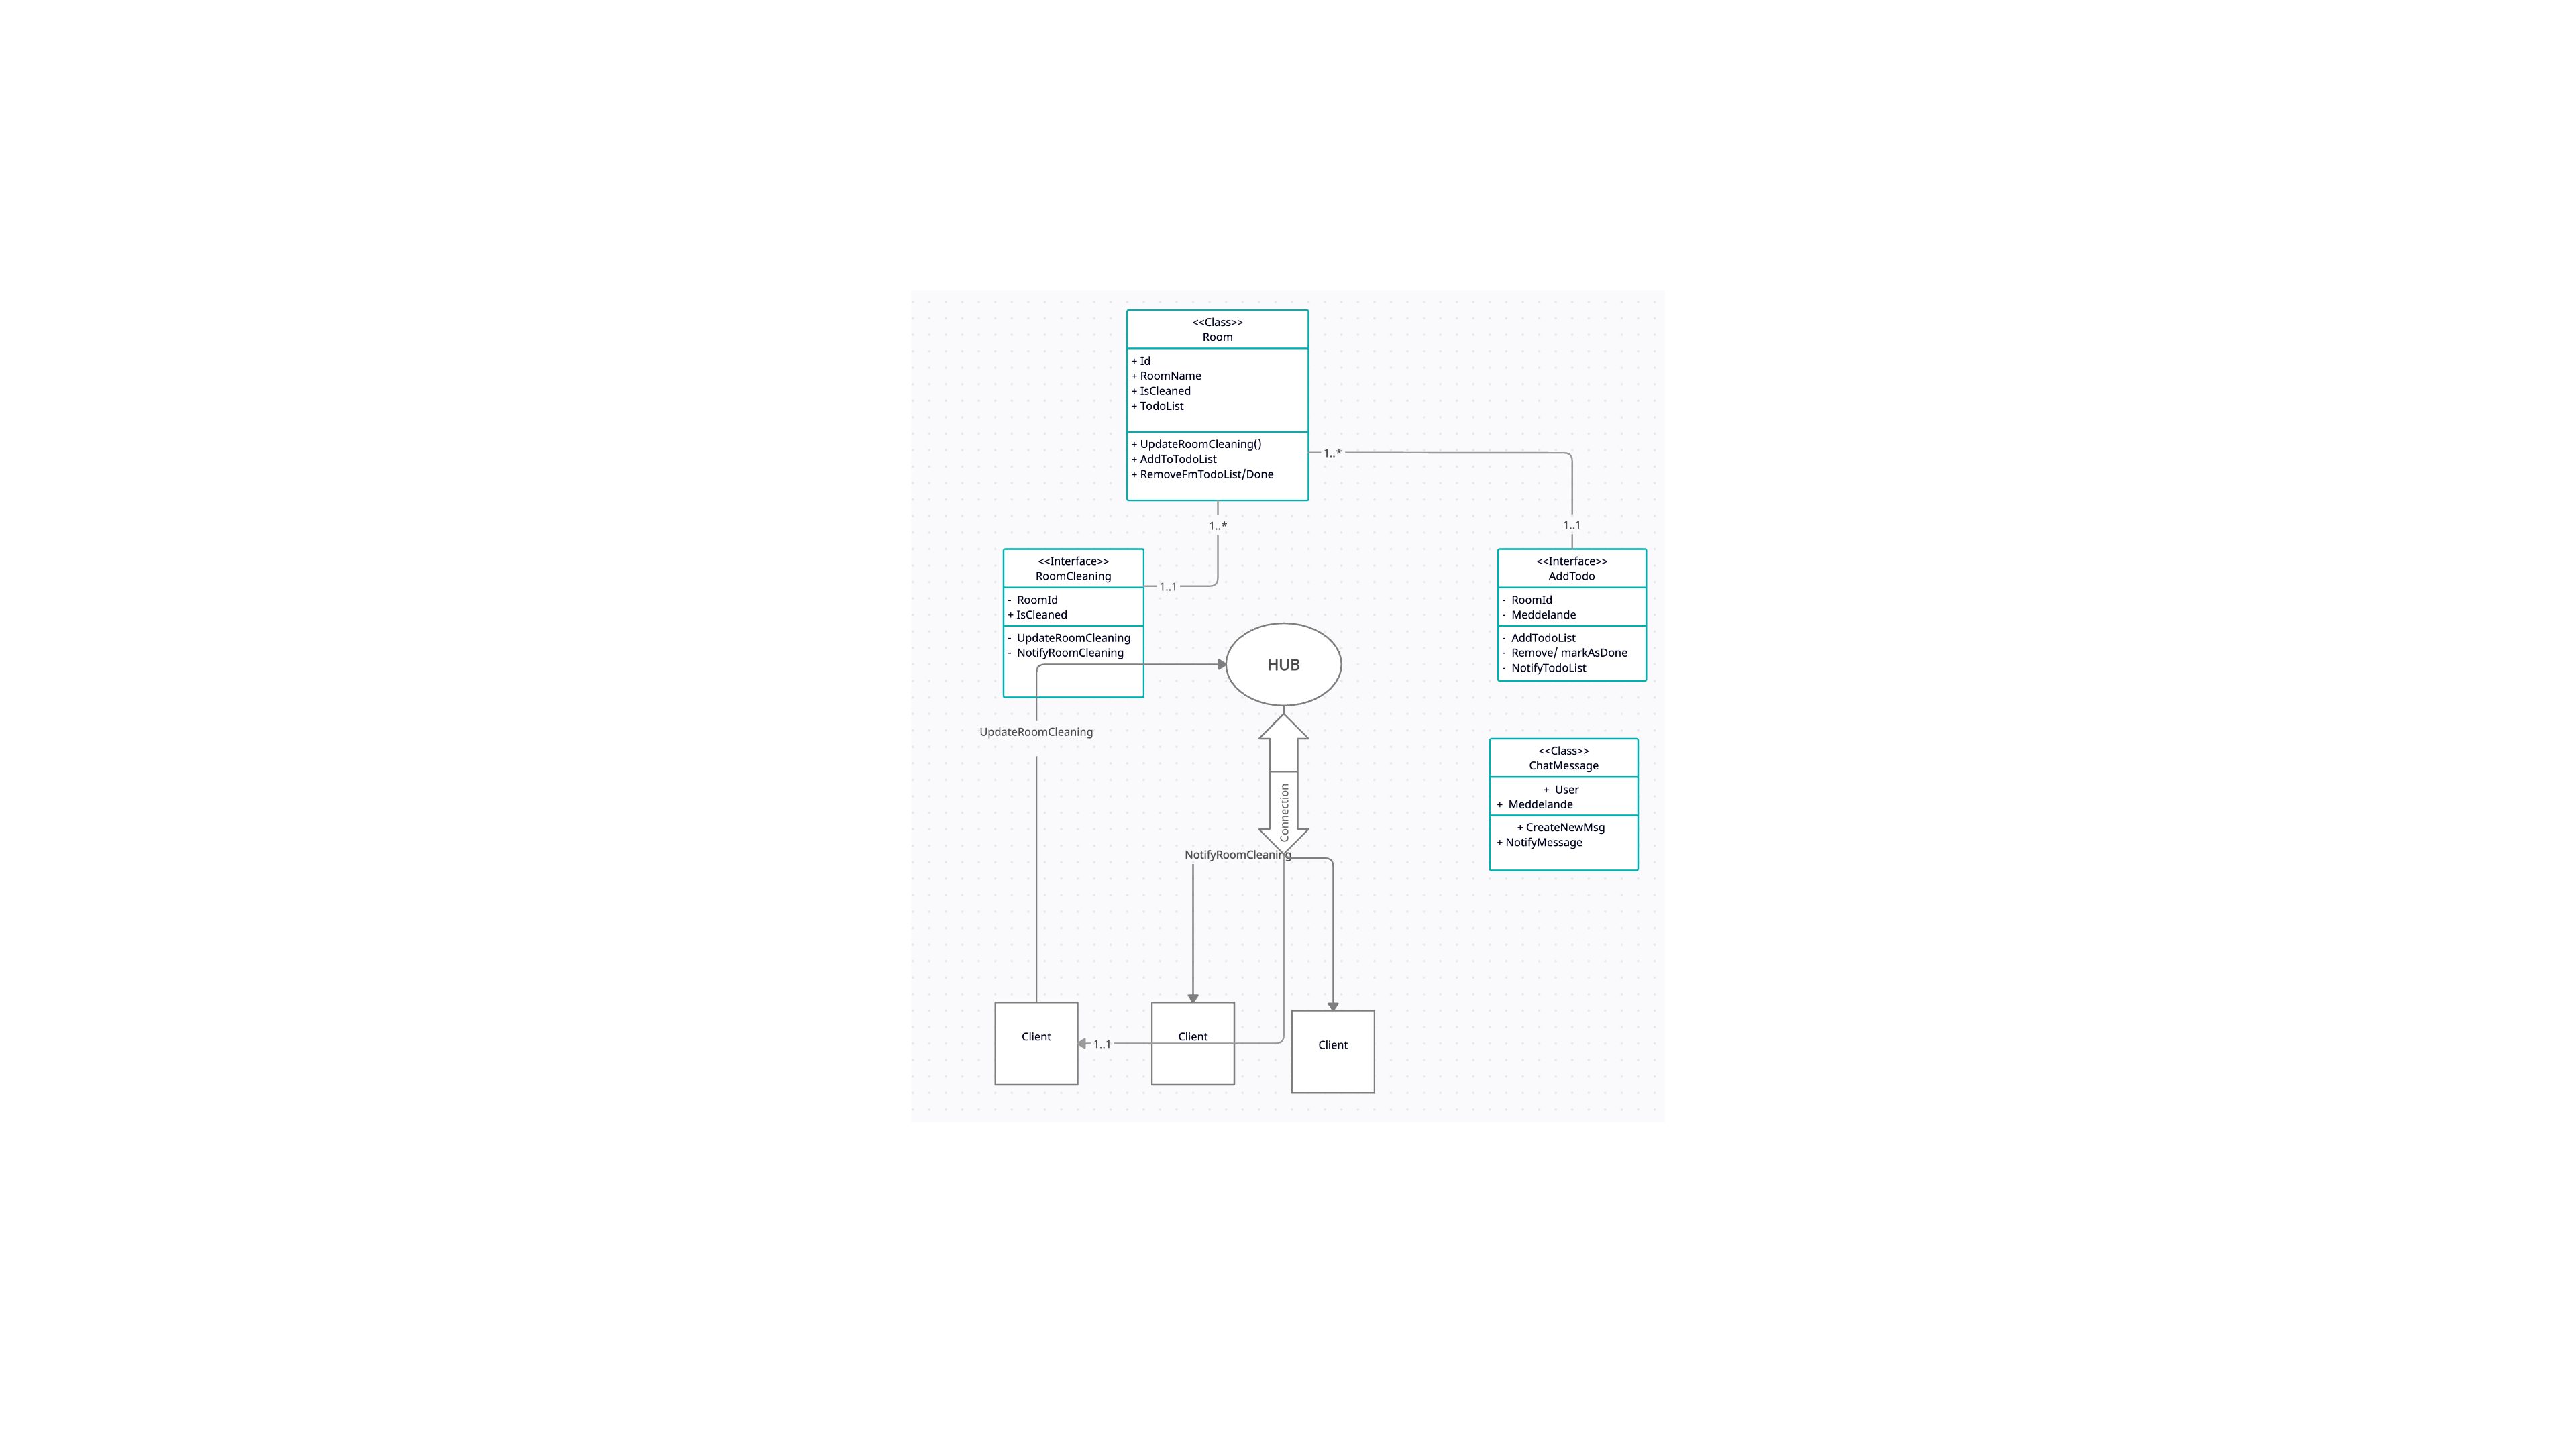 <<Class>>
Room
+ Id
+ RoomName
+ IsCleaned
+ TodoList
+ UpdateRoomCleaning()
+ AddToTodoList
+ RemoveFmTodoList/Done
1..*
1..*
1..1
1..1
<<Interface>>
RoomCleaning
- RoomId
+ IsCleaned
- UpdateRoomCleaning
- NotifyRoomCleaning
<<Interface>>
AddTodo
- RoomId
- Meddelande
- AddTodoList
- Remove/ markAsDone
- NotifyTodoList
HUB
UpdateRoomCleaning
Connection
<<Class>>
ChatMessage
+ User
+ Meddelande
+ CreateNewMsg
+ NotifyMessage
NotifyRoomCleaning
Client
1..1
Client
Client